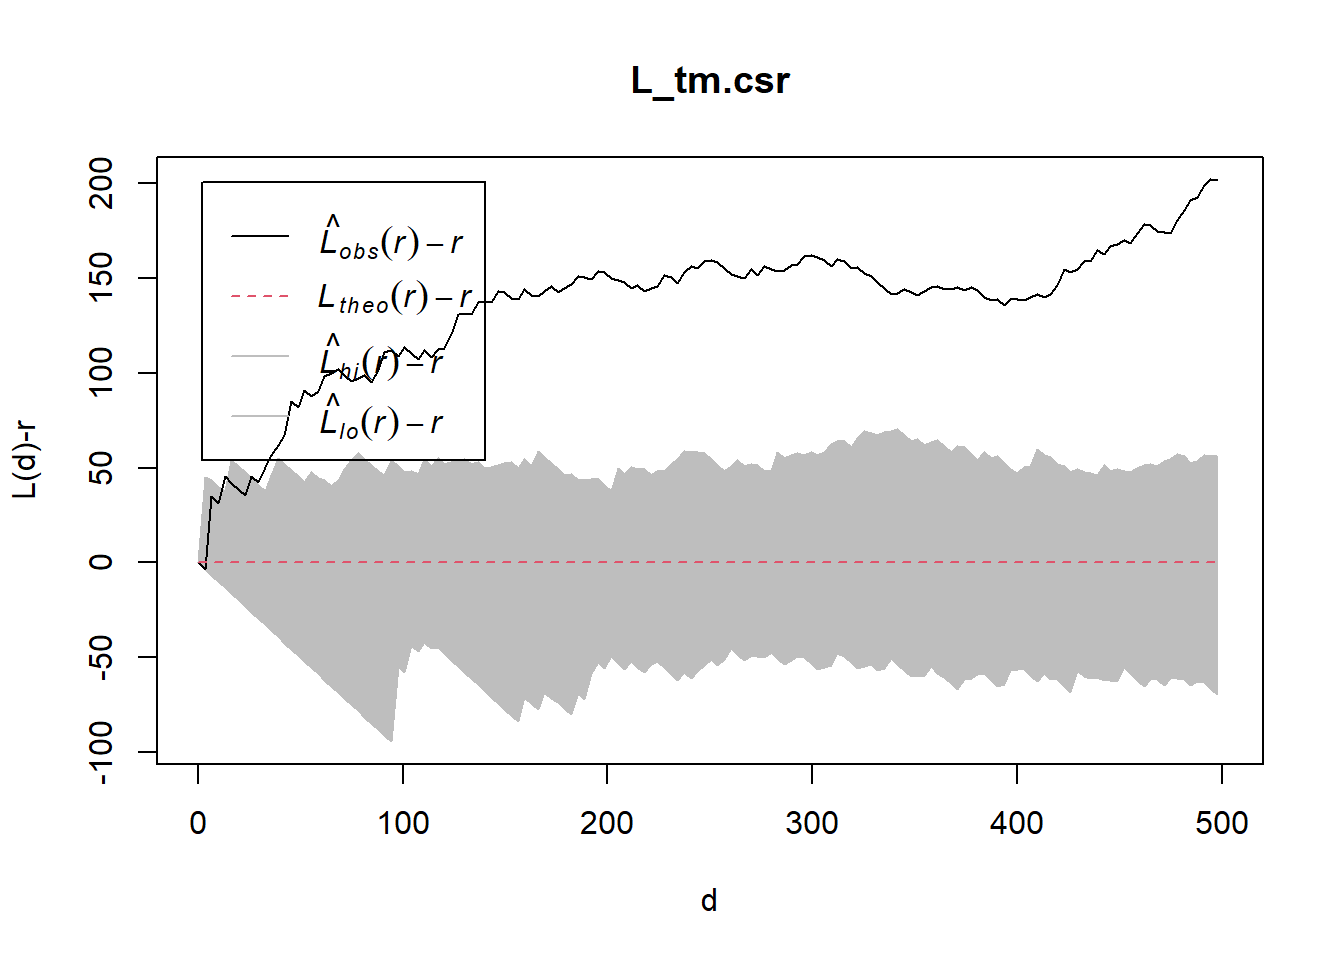 L_tm.csr
L̂obs(r) − r
Ltheo(r) − r
L̂hi(r) − r
L̂lo(r) − r
L(d)-r
200
150
100
50
0
-50
-100
0 100 200 300 400 500
d